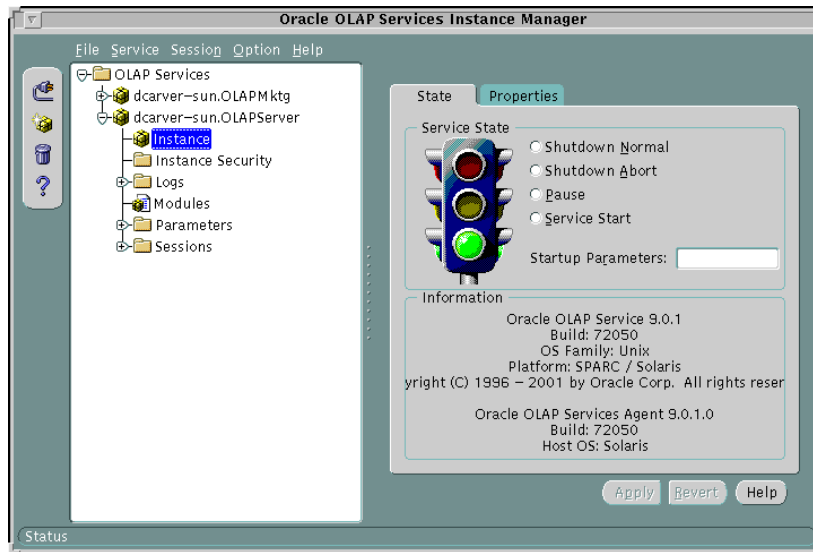 Oracle OLAP Services Instance Manager
File Service Session Option Help
OLAP Services
dcarver-sun.OLAPMktg
dcarver-sun.OLAPServer
Instance
Instance Security
Logs
Modules
Parameters
Sessions
State Properties
Service State
Shutdown Normal
Shutdown Abort
Pause
Service Start
Startup Parameters:
Information
Oracle OLAP Service 9.0.1
Build: 72050
OS Family: Unix
Platform: SPARC / Solaris
yright (C) 1996 – 2001 by Oracle Corp. All rights reser
Oracle OLAP Services Agent 9.0.1.0
Build: 72050
Host OS: Solaris
Apply Revert Help
Status